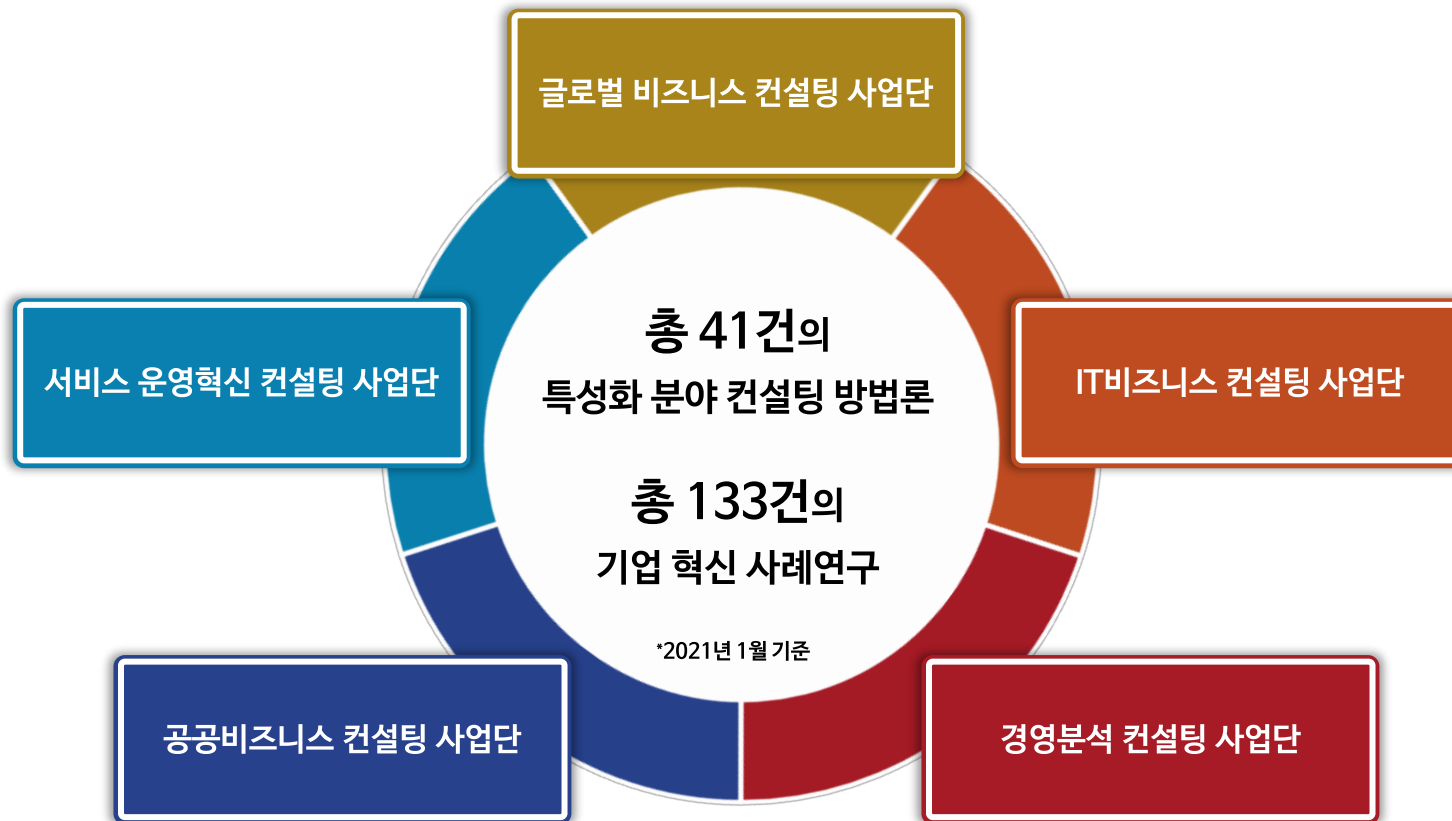 글로벌 비즈니스 컨설팅 사업단
서비스 운영혁신 컨설팅 사업단
IT비즈니스 컨설팅 사업단
총 41건의
특성화 분야 컨설팅 방법론
총 133건의
기업 혁신 사례연구
*2021년 1월 기준
공공비즈니스 컨설팅 사업단
경영분석 컨설팅 사업단